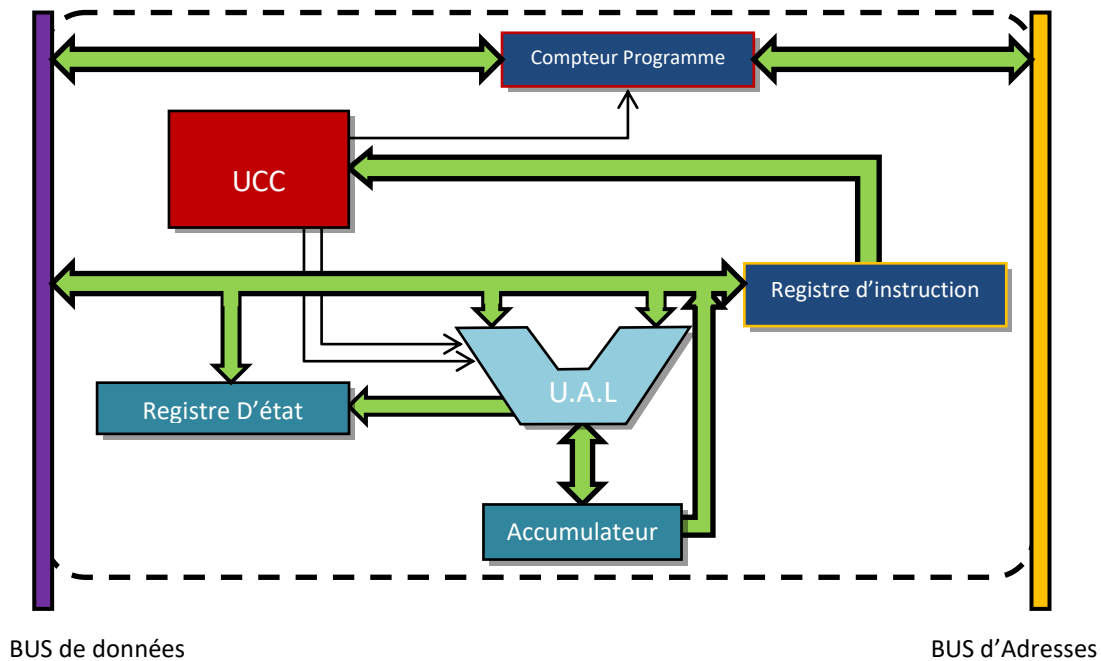 Compteur Programme
UCC
Registre d’instruction
U.A.L
Registre D’état
Accumulateur
BUS de données
BUS d’Adresses